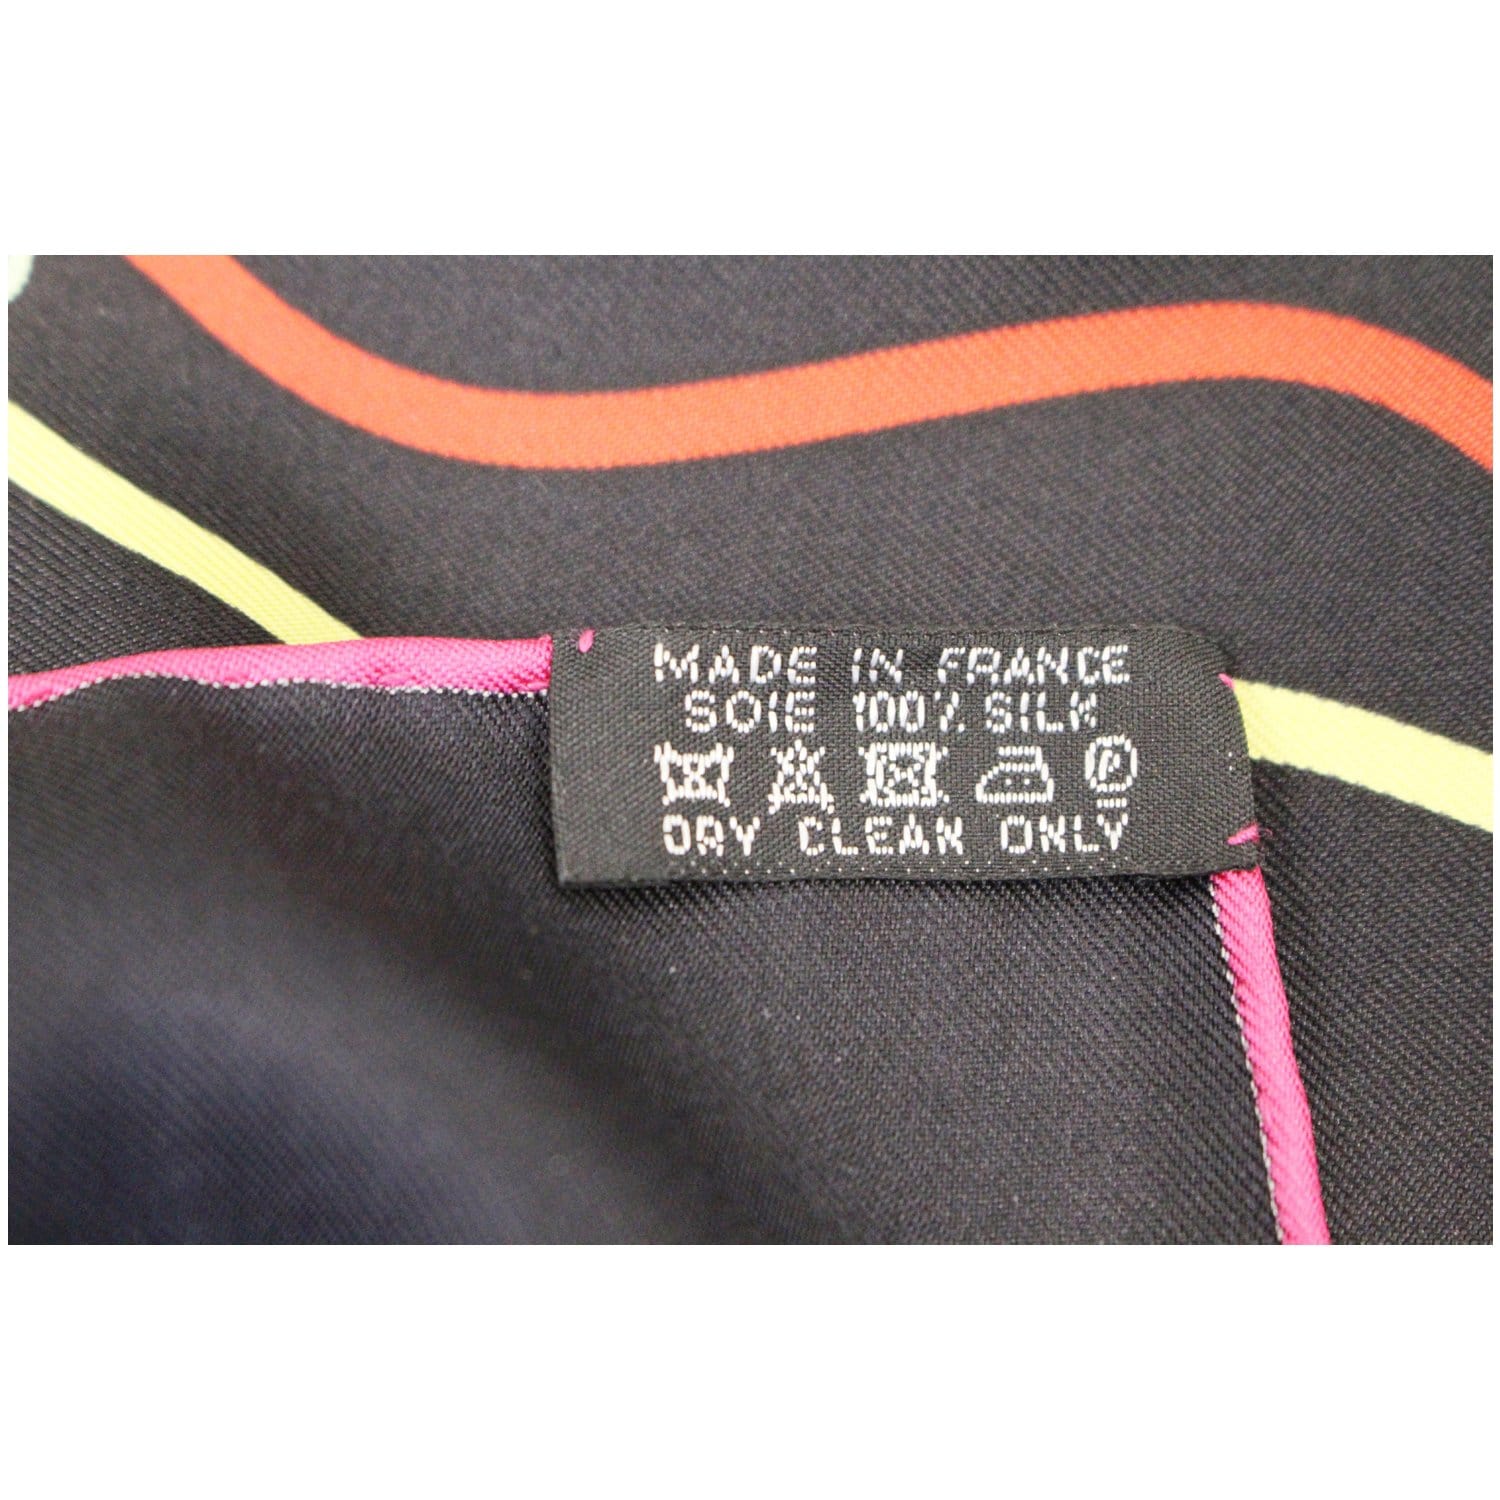 MADE IN FRANCE
SOIE 100% SILK
P
DRY CLEAN ONLY